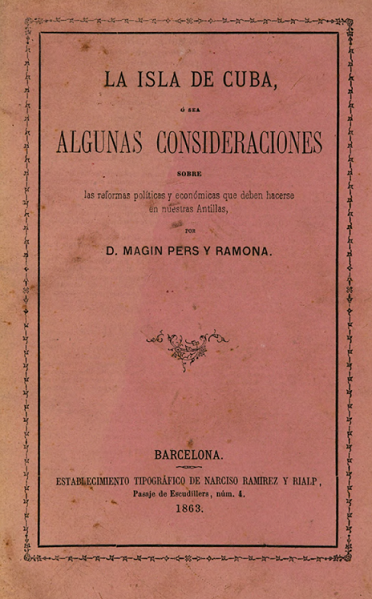 LA ISLA DE CUBA,
Ó SEA
ALGUNAS CONSIDERACIONES
SOBRE
las reformas políticas y económicas que deben hacerse
en nuestras Antillas,
POR
D. MAGIN PERS Y RAMONA.
BARCELONA.
ESTABLECIMIENTO TIPOGRÁFICO DE NARCISO RAMIREZ Y RIALP,
Pasaje de Escudillers, núm. 4.
1863.